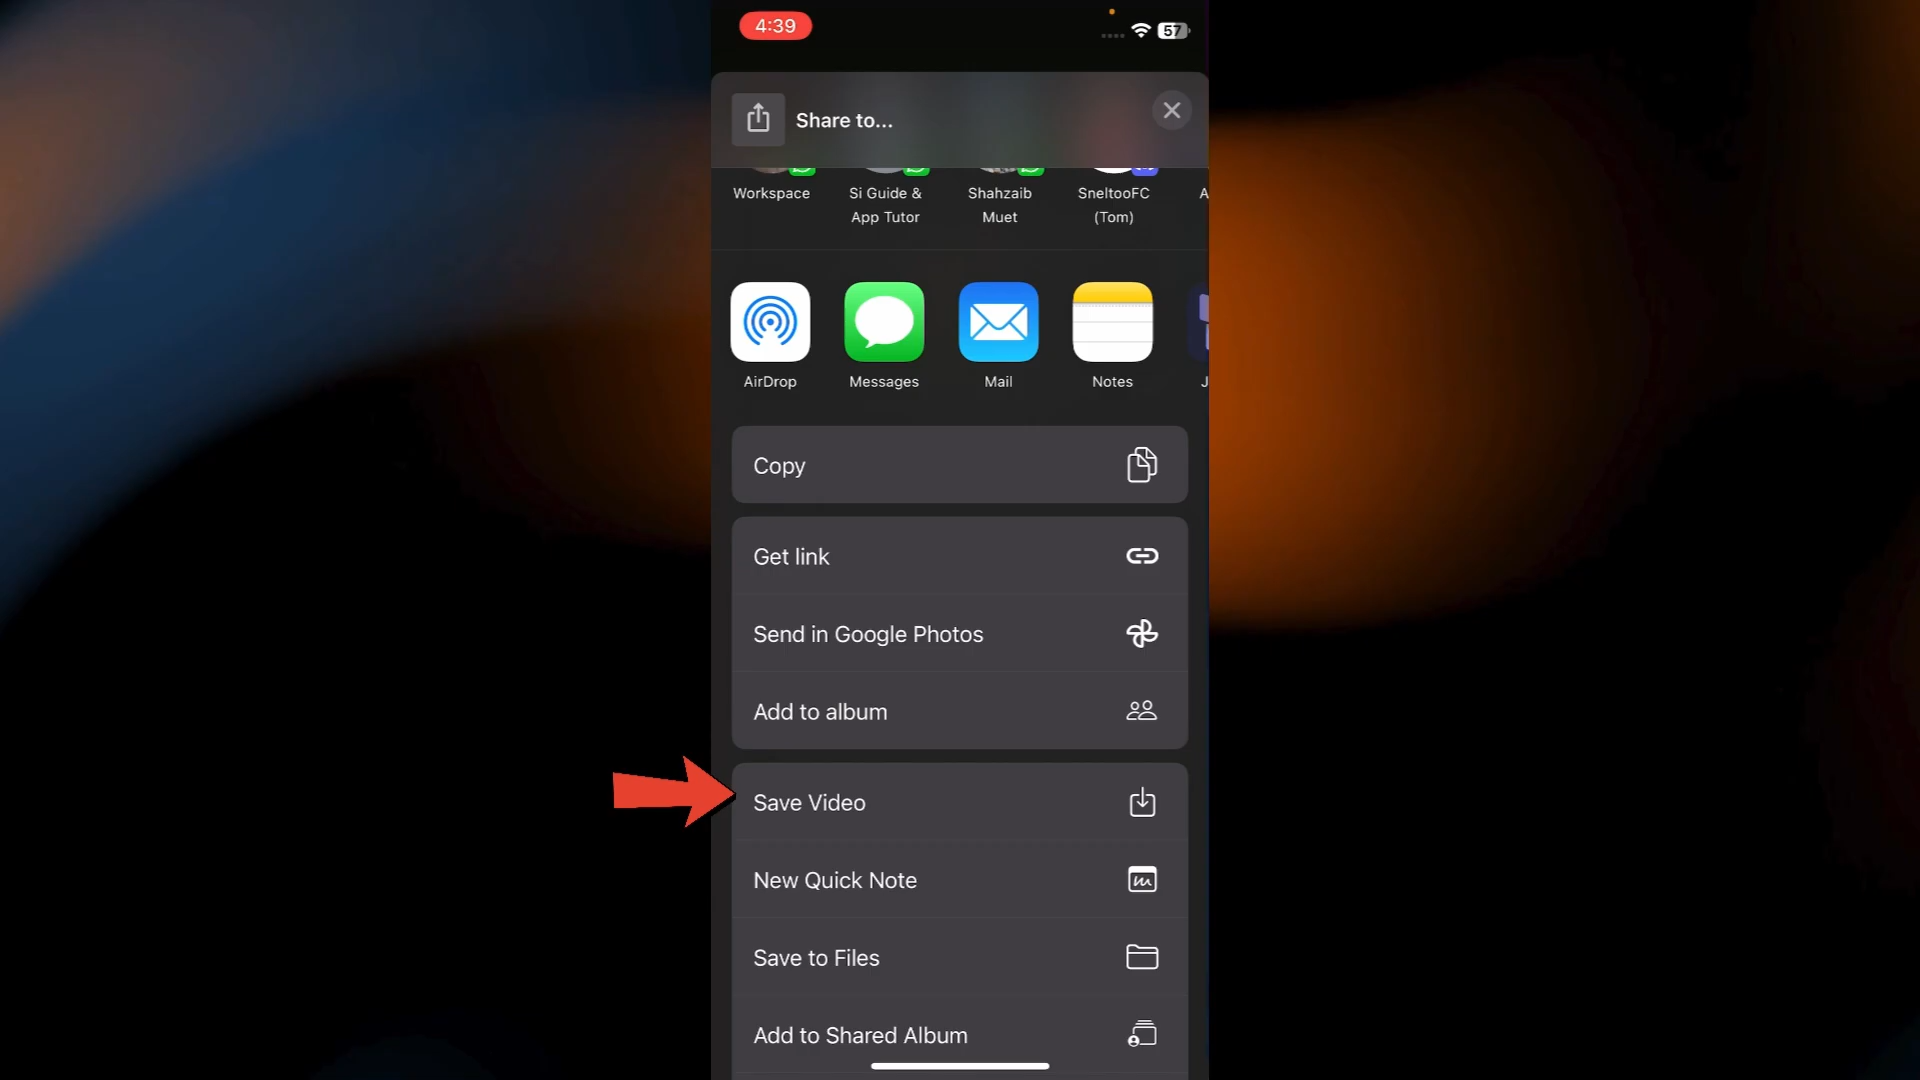 4:39
57
Share to...
Workspace
Si Guide &
App Tutor
Shahzaib
Muet
SneltooFC
(Tom)
A
AirDrop
Messages
Mail
Notes
J
Copy
Get link
Send in Google Photos
Add to album
Save Video
New Quick Note
Save to Files
Add to Shared Album